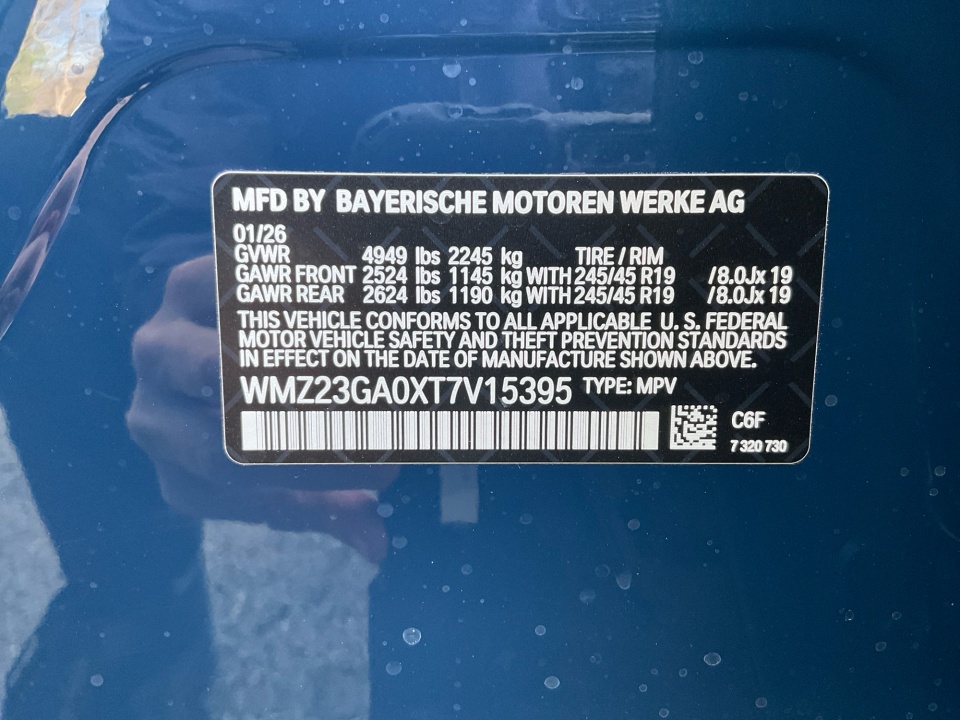 MFD BY BAYERISCHE MOTOREN WERKE AG
01/26
GVWR 4949 lbs 2245 kg TIRE / RIM
GAWR FRONT 2524 lbs 1145 kg WITH 245/45 R19 /8.0Jx 19
GAWR REAR 2624 lbs 1190 kg WITH 245/45 R19 /8.0Jx 19
THIS VEHICLE CONFORMS TO ALL APPLICABLE U. S. FEDERAL
MOTOR VEHICLE SAFETY AND THEFT PREVENTION STANDARDS
IN EFFECT ON THE DATE OF MANUFACTURE SHOWN ABOVE.
WMZ23GA0XT7V15395 TYPE: MPV
C6F
7 320 730